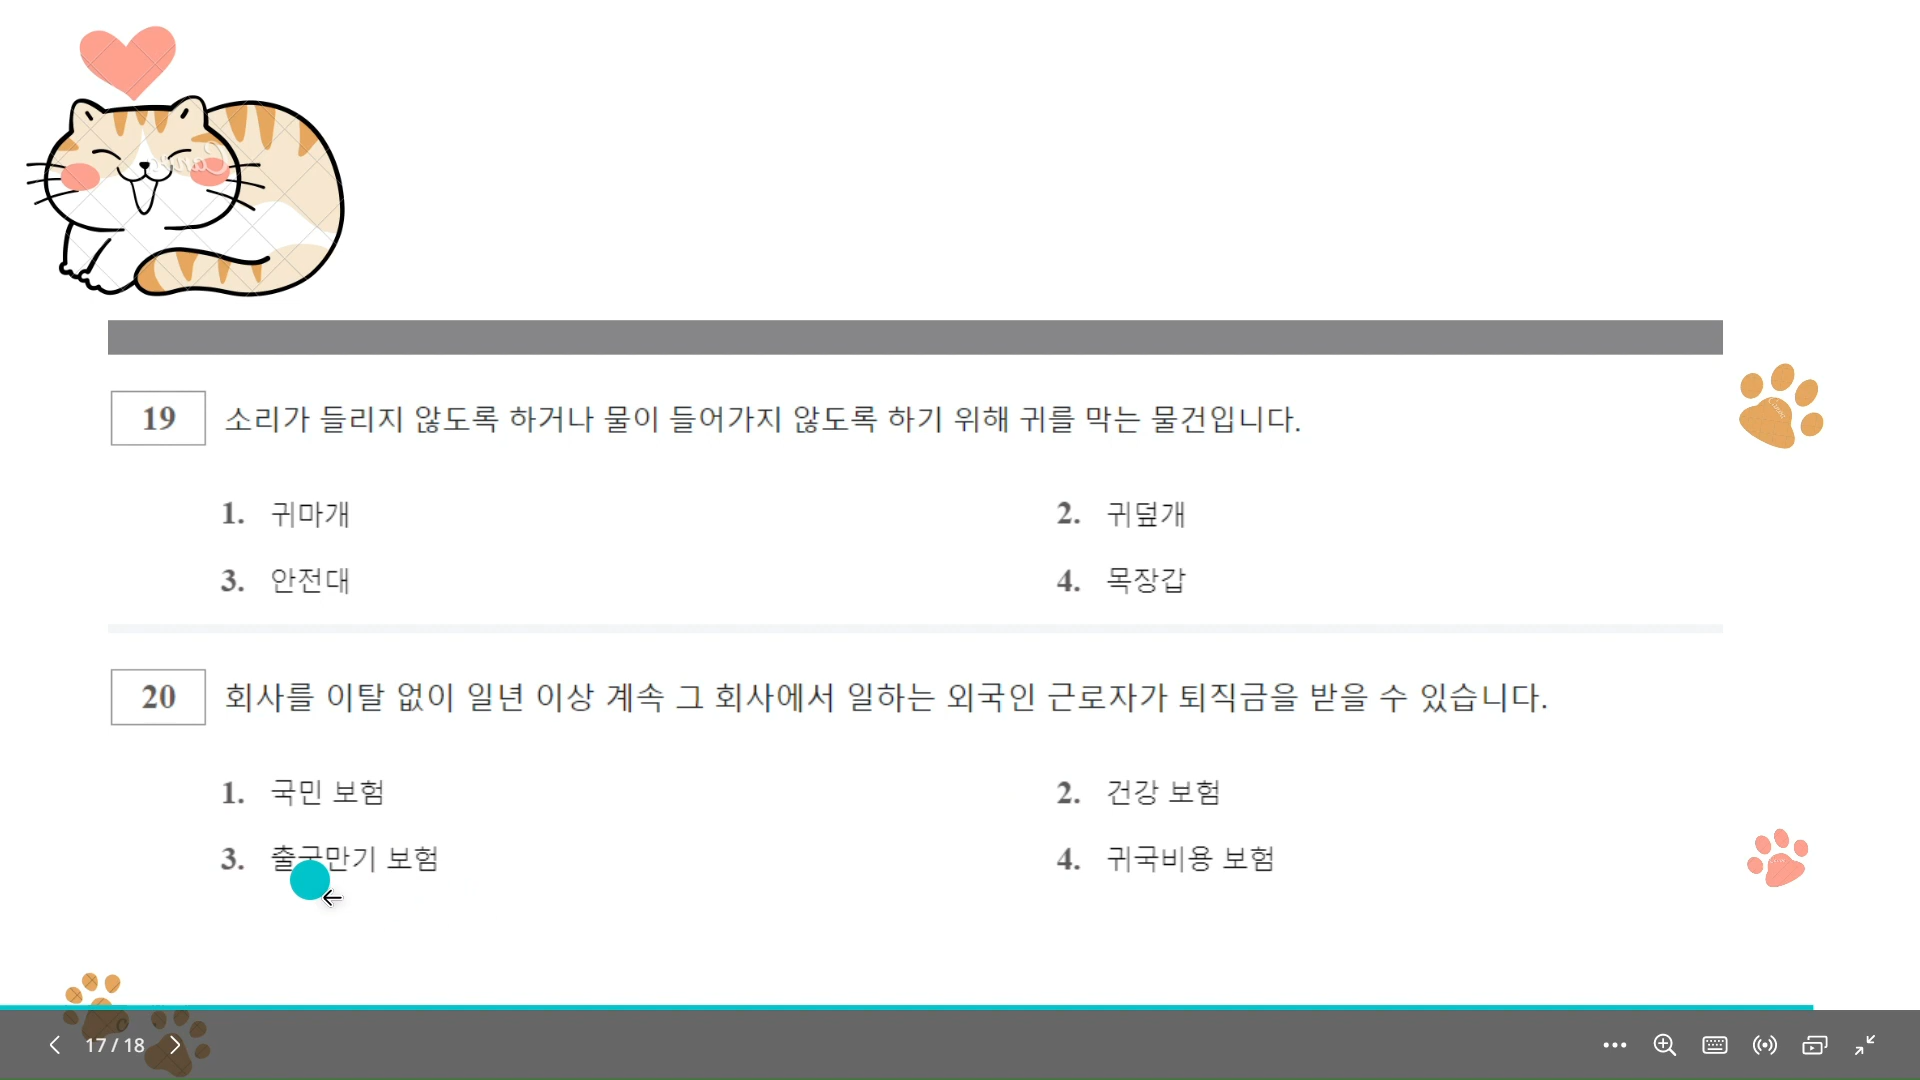 19 소리가 들리지 않도록 하거나 물이 들어가지 않도록 하기 위해 귀를 막는 물건입니다.
1. 귀마개 2. 귀덮개
3. 안전대 4. 목장갑
20 회사를 이탈 없이 일년 이상 계속 그 회사에서 일하는 외국인 근로자가 퇴직금을 받을 수 있습니다.
1. 국민 보험 2. 건강 보험
3. 출국만기 보험 4. 귀국비용 보험
17 / 18